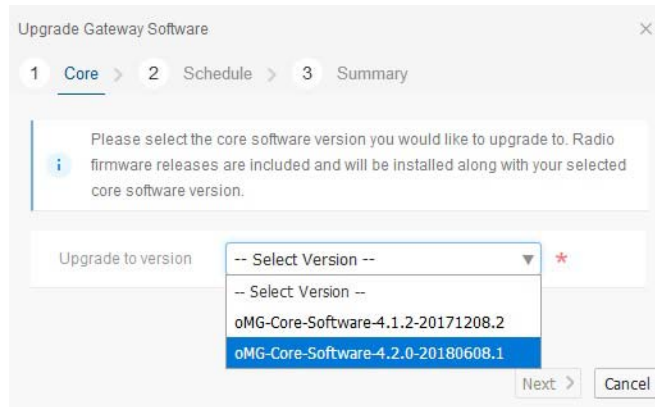 Upgrade Gateway Software
1 Core > 2 Schedule > 3 Summary
Please select the core software version you would like to upgrade to. Radio
firmware releases are included and will be installed along with your selected
core software version.
Upgrade to version -- Select Version -- *
-- Select Version --
oMG-Core-Software-4.1.2-20171208.2
oMG-Core-Software-4.2.0-20180608.1
Next > Cancel